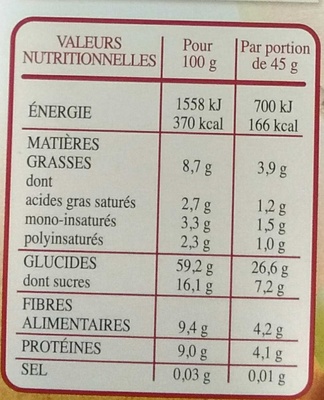 VALEURS NUTRITIONNELLES Pour 100 g Par portion de 45 g
ÉNERGIE 1558 kJ 700 kJ
370 kcal 166 kcal
MATIÈRES
GRASSES 8,7 g 3,9 g
dont
acides gras saturés 2,7 g 1,2 g
mono-insaturés 3,3 g 1,5 g
polyinsaturés 2,3 g 1,0 g
GLUCIDES 59,2 g 26,6 g
dont sucres 16,1 g 7,2 g
FIBRES
ALIMENTAIRES 9,4 g 4,2 g
PROTÉINES 9,0 g 4,1 g
SEL 0,03 g 0,01 g